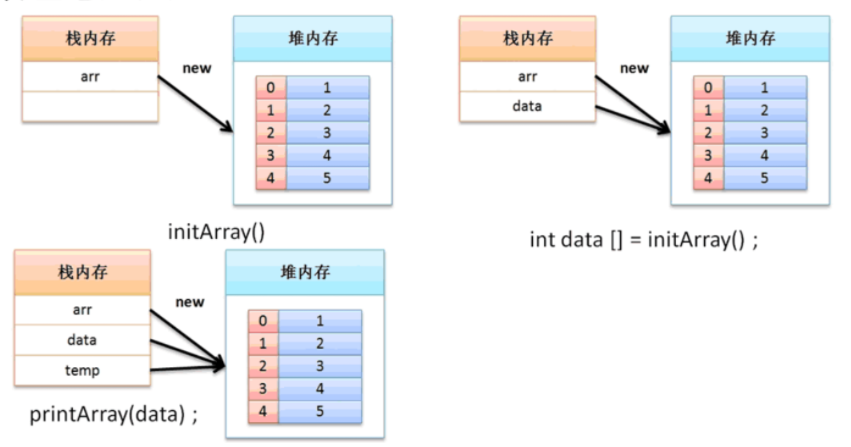 栈内存
堆内存
arr
new
0 1
1 2
2 3
3 4
4 5
initArray()
栈内存
堆内存
arr
data
new
0 1
1 2
2 3
3 4
4 5
int data [] = initArray() ;
栈内存
堆内存
arr
data
temp
new
0 1
1 2
2 3
3 4
4 5
printArray(data) ;